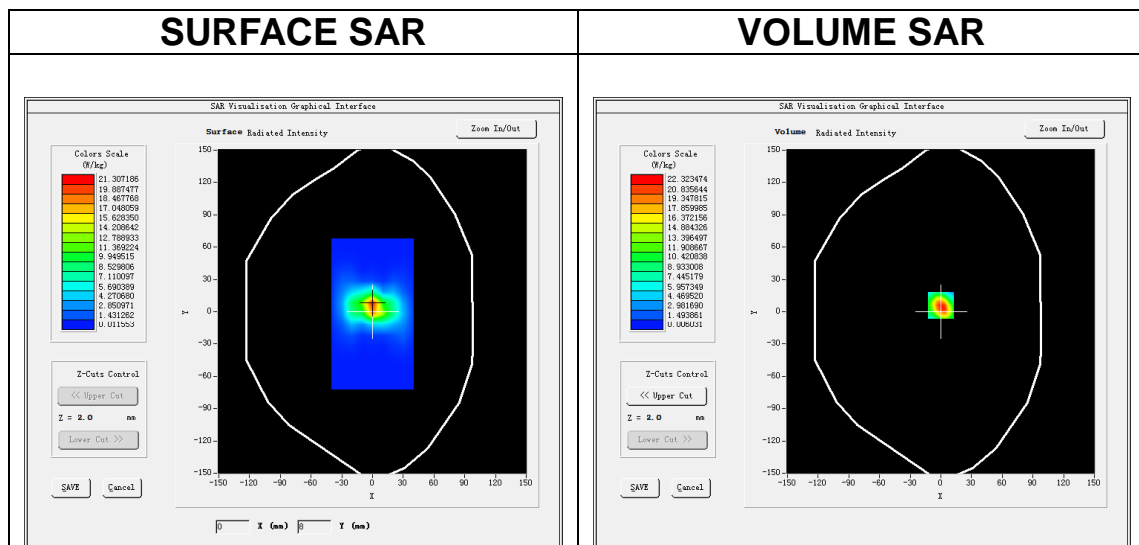 SURFACE SAR
VOLUME SAR
SAR Visualisation Graphical Interface
Surface Radiated Intensity
Zoom In/Out
Colors Scale
(W/kg)
21.307186
19.887477
18.467768
17.048059
15.628350
14.208642
12.788933
11.369224
9.949515
8.529806
7.110097
5.690389
4.270680
2.850971
1.431262
0.011553
Z-Cuts Control
<< Upper Cut
Z = 2.0 mm
Lower Cut >>
SAVE Cancel
150
120
90
60
30
0
-30
-60
-90
-120
-150
Y
-150 -120 -90 -60 -30 0 30 60 90 120 150
X
0 X (mm) 8 Y (mm)
SAR Visualisation Graphical Interface
Volume Radiated Intensity
Zoom In/Out
Colors Scale
(W/kg)
22.323474
20.835644
19.347815
17.859985
16.372156
14.884326
13.396497
11.908667
10.420838
8.933008
7.445179
5.957349
4.469520
2.981690
1.493861
0.006031
Z-Cuts Control
<< Upper Cut
Z = 2.0 mm
Lower Cut >>
SAVE Cancel
150
120
90
60
30
0
-30
-60
-90
-120
-150
Y
-150 -120 -90 -60 -30 0 30 60 90 120 150
X